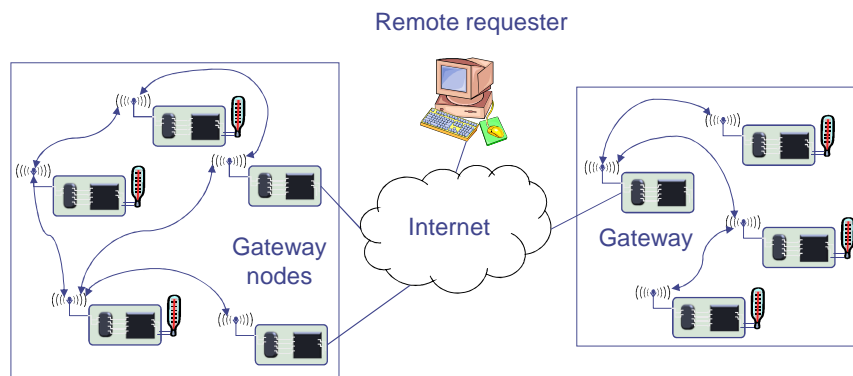 Remote requester
Internet
Gateway
nodes
Gateway